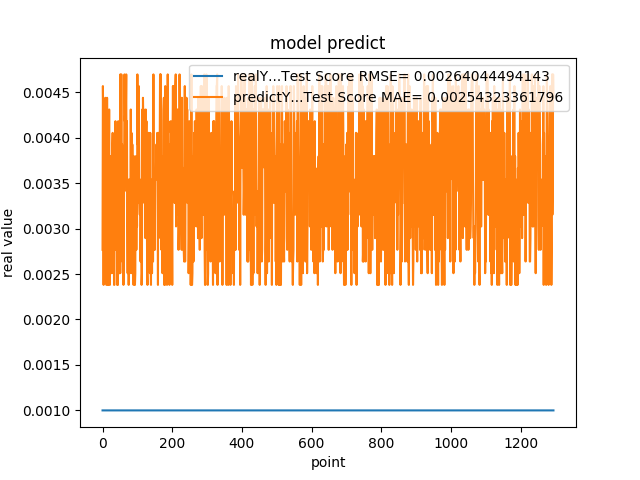 model predict
realY...Test Score RMSE= 0.00264044494143
predictY...Test Score MAE= 0.00254323361796
0.0045
0.0040
0.0035
0.0030
0.0025
0.0020
0.0015
0.0010
real value
0 200 400 600 800 1000 1200
point